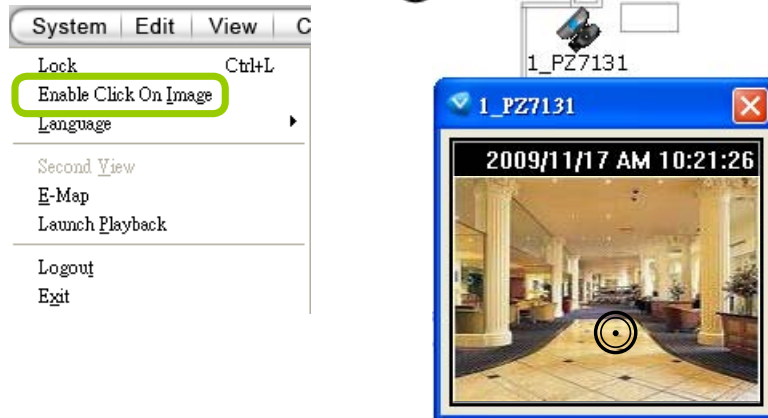 System Edit View C
Lock Ctrl+L
Enable Click On Image
Language
Second View
E-Map
Launch Playback
Logout
Exit
1_PZ7131
1_PZ7131
2009/11/17 AM 10:21:26